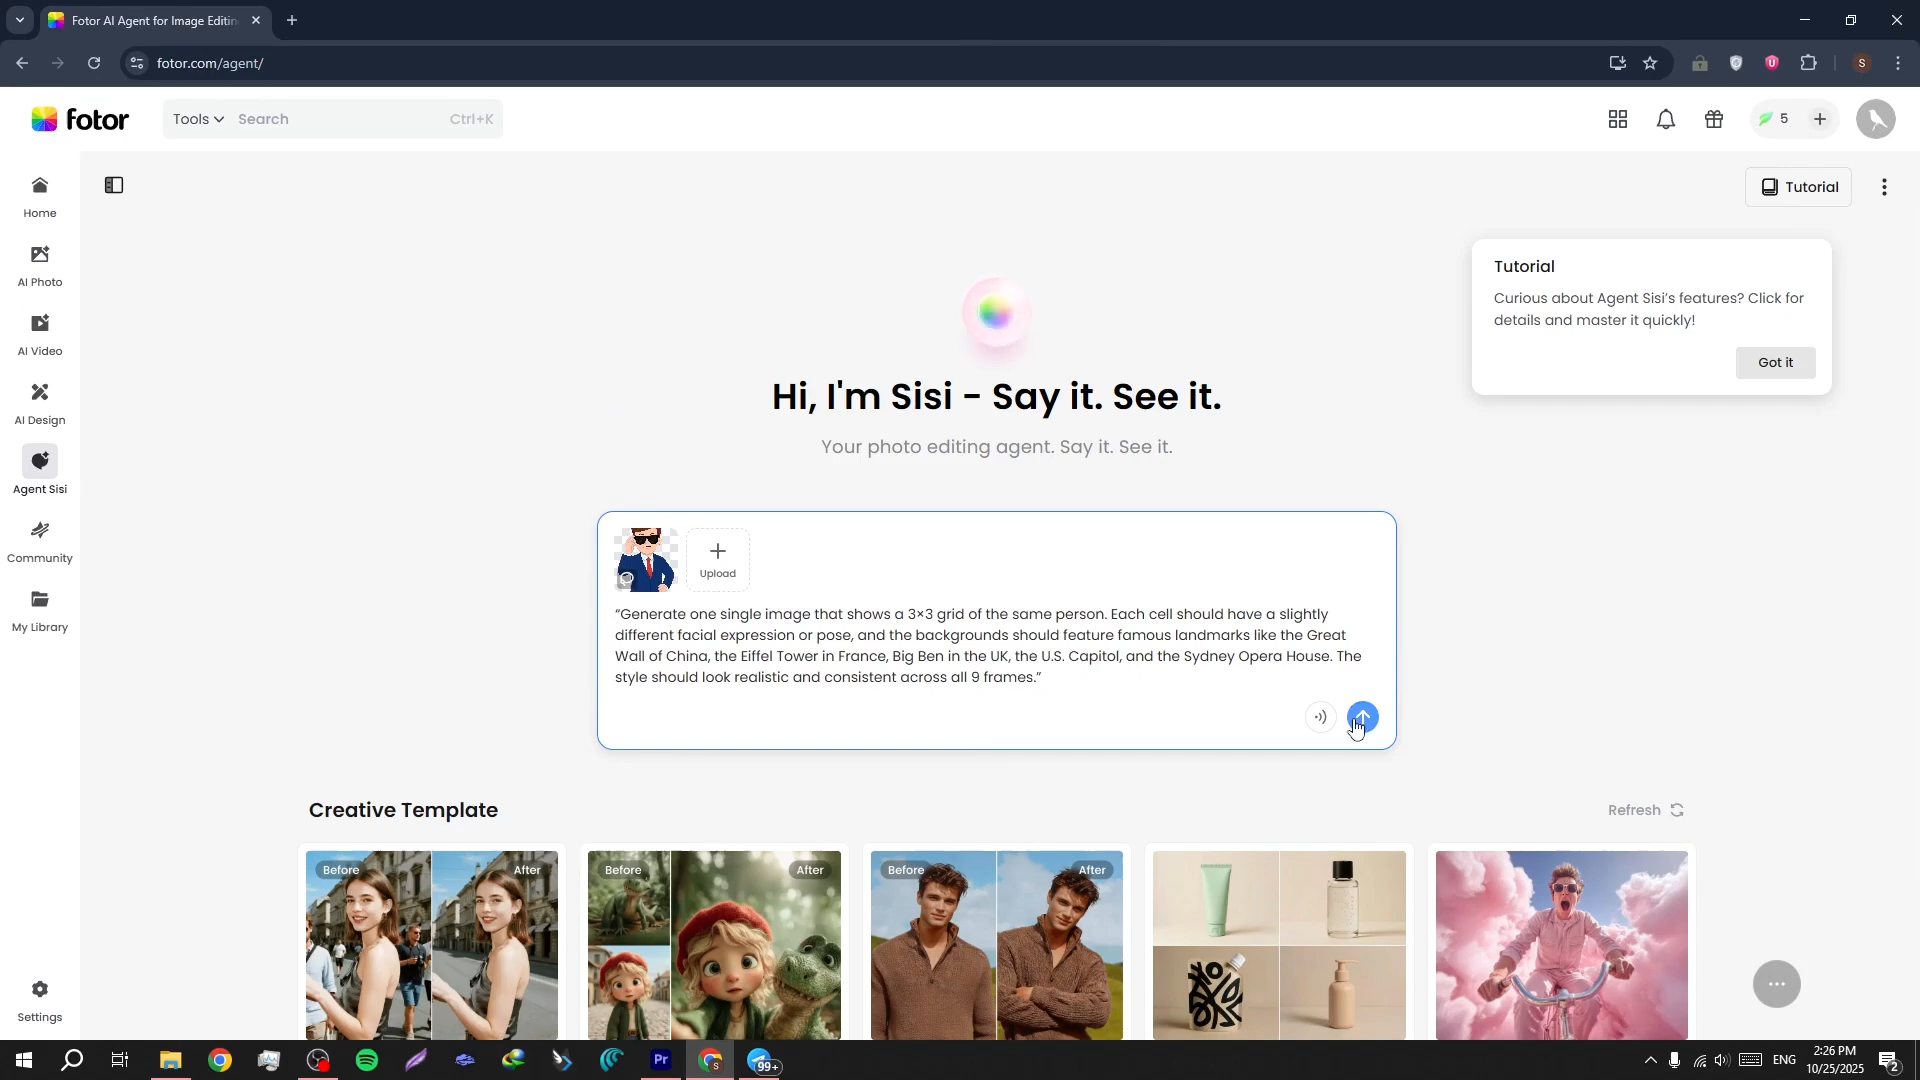 Fotor AI Agent for Image Editin
fotor.com/agent/
S
fotor
Tools
Search
Ctrl+K
5
Home
AI Photo
AI Video
AI Design
Agent Sisi
Community
My Library
Settings
Tutorial
Tutorial
Curious about Agent Sisi's features? Click for
details and master it quickly!
Got it
Hi, I'm Sisi - Say it. See it.
Your photo editing agent. Say it. See it.
Upload
“Generate one single image that shows a 3×3 grid of the same person. Each cell should have a slightly
different facial expression or pose, and the backgrounds should feature famous landmarks like the Great
Wall of China, the Eiffel Tower in France, Big Ben in the UK, the U.S. Capitol, and the Sydney Opera House. The
style should look realistic and consistent across all 9 frames.”
Creative Template
Refresh
Before After
Before After
Before After
Pr
S
99+
ENG
2:26 PM
10/25/2025
2